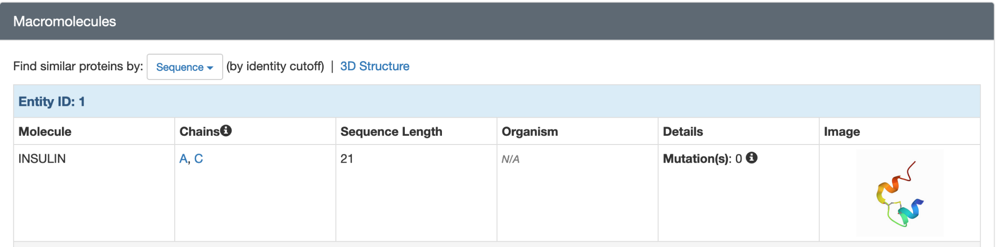 Macromolecules
Find similar proteins by: Sequence (by identity cutoff) | 3D Structure
Entity ID: 1
Molecule Chains Sequence Length Organism Details Image
INSULIN A, C 21 N/A Mutation(s): 0